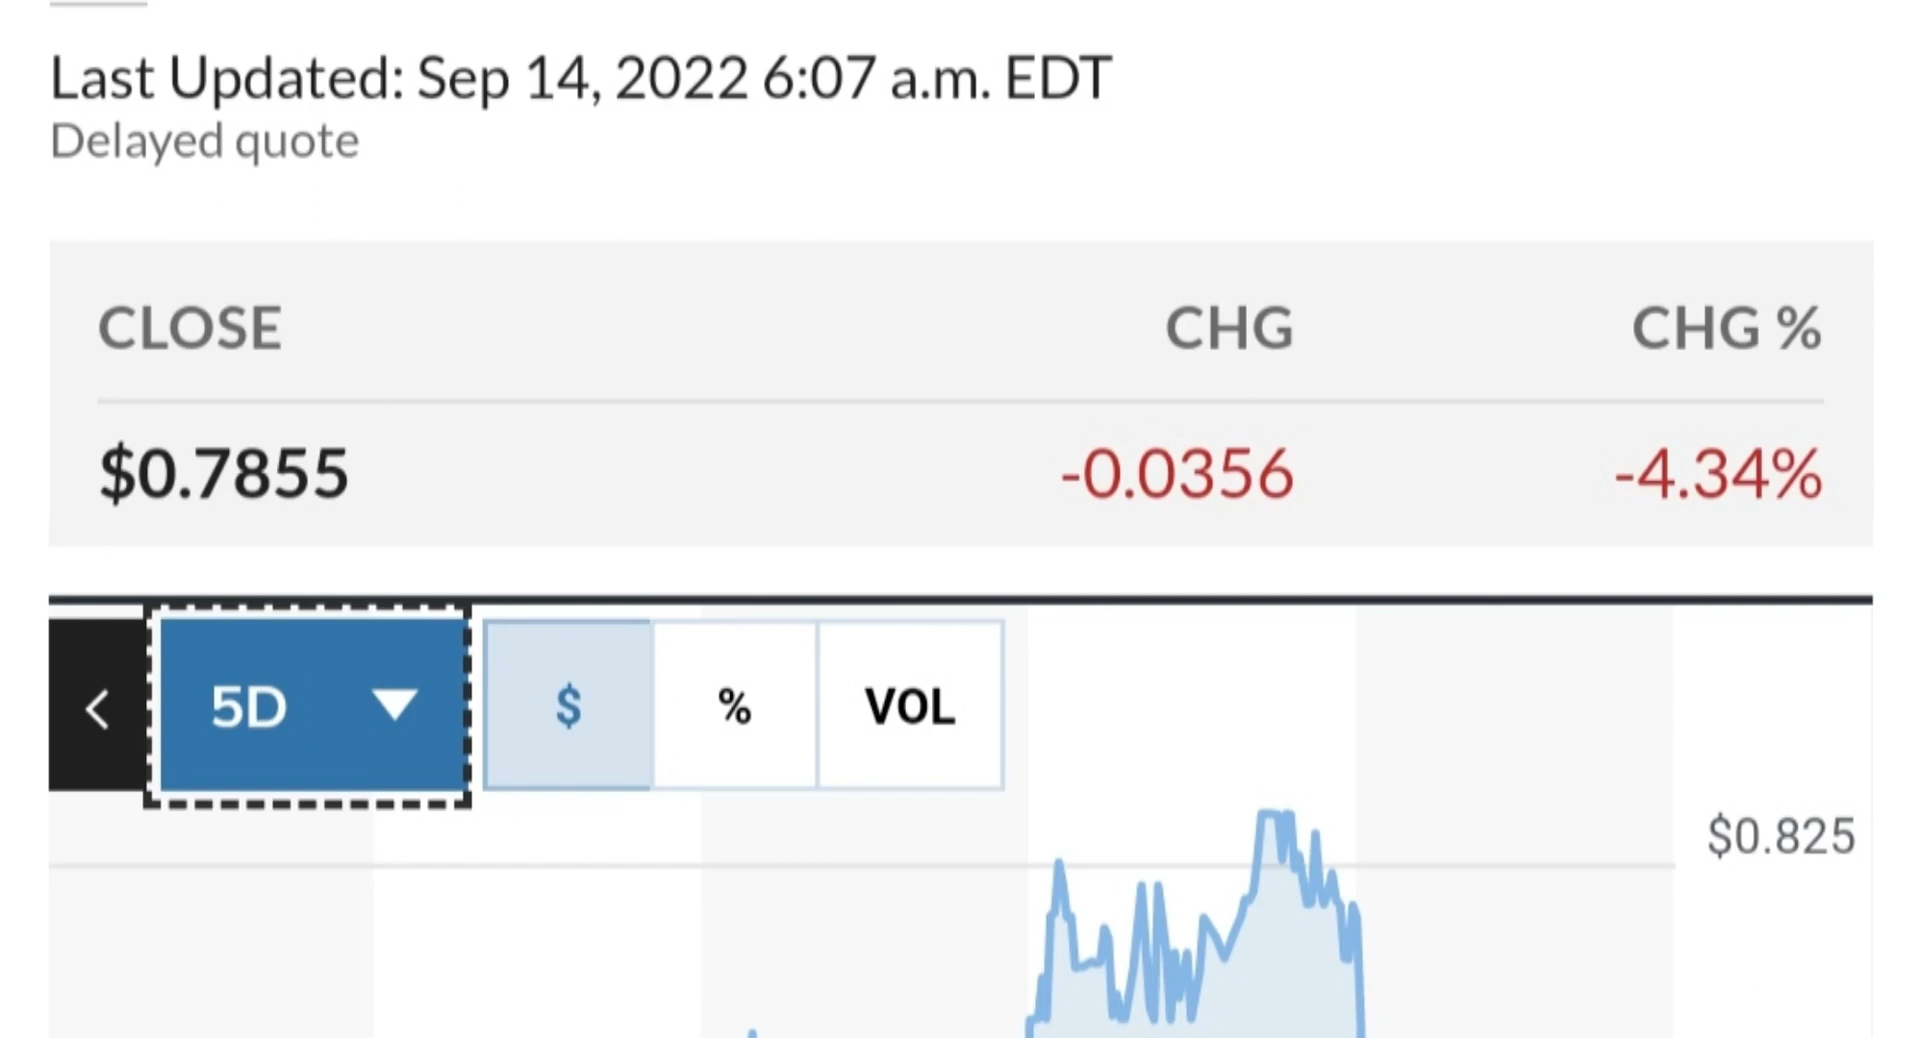 Last Updated: Sep 14, 2022 6:07 a.m. EDT
Delayed quote
CLOSE CHG CHG %
$0.7855 -0.0356 -4.34%
5D $ % VOL
$0.825